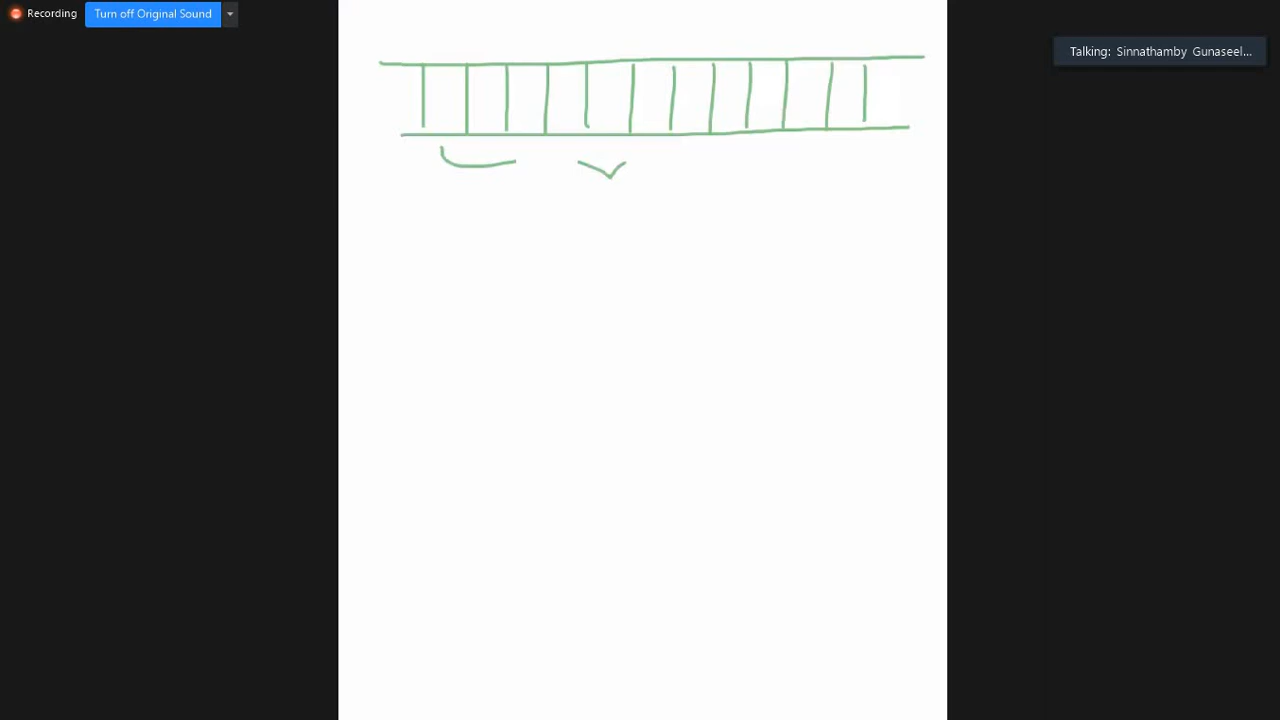 Recording
Turn off Original Sound
Talking: Sinnathamby Gunaseel...